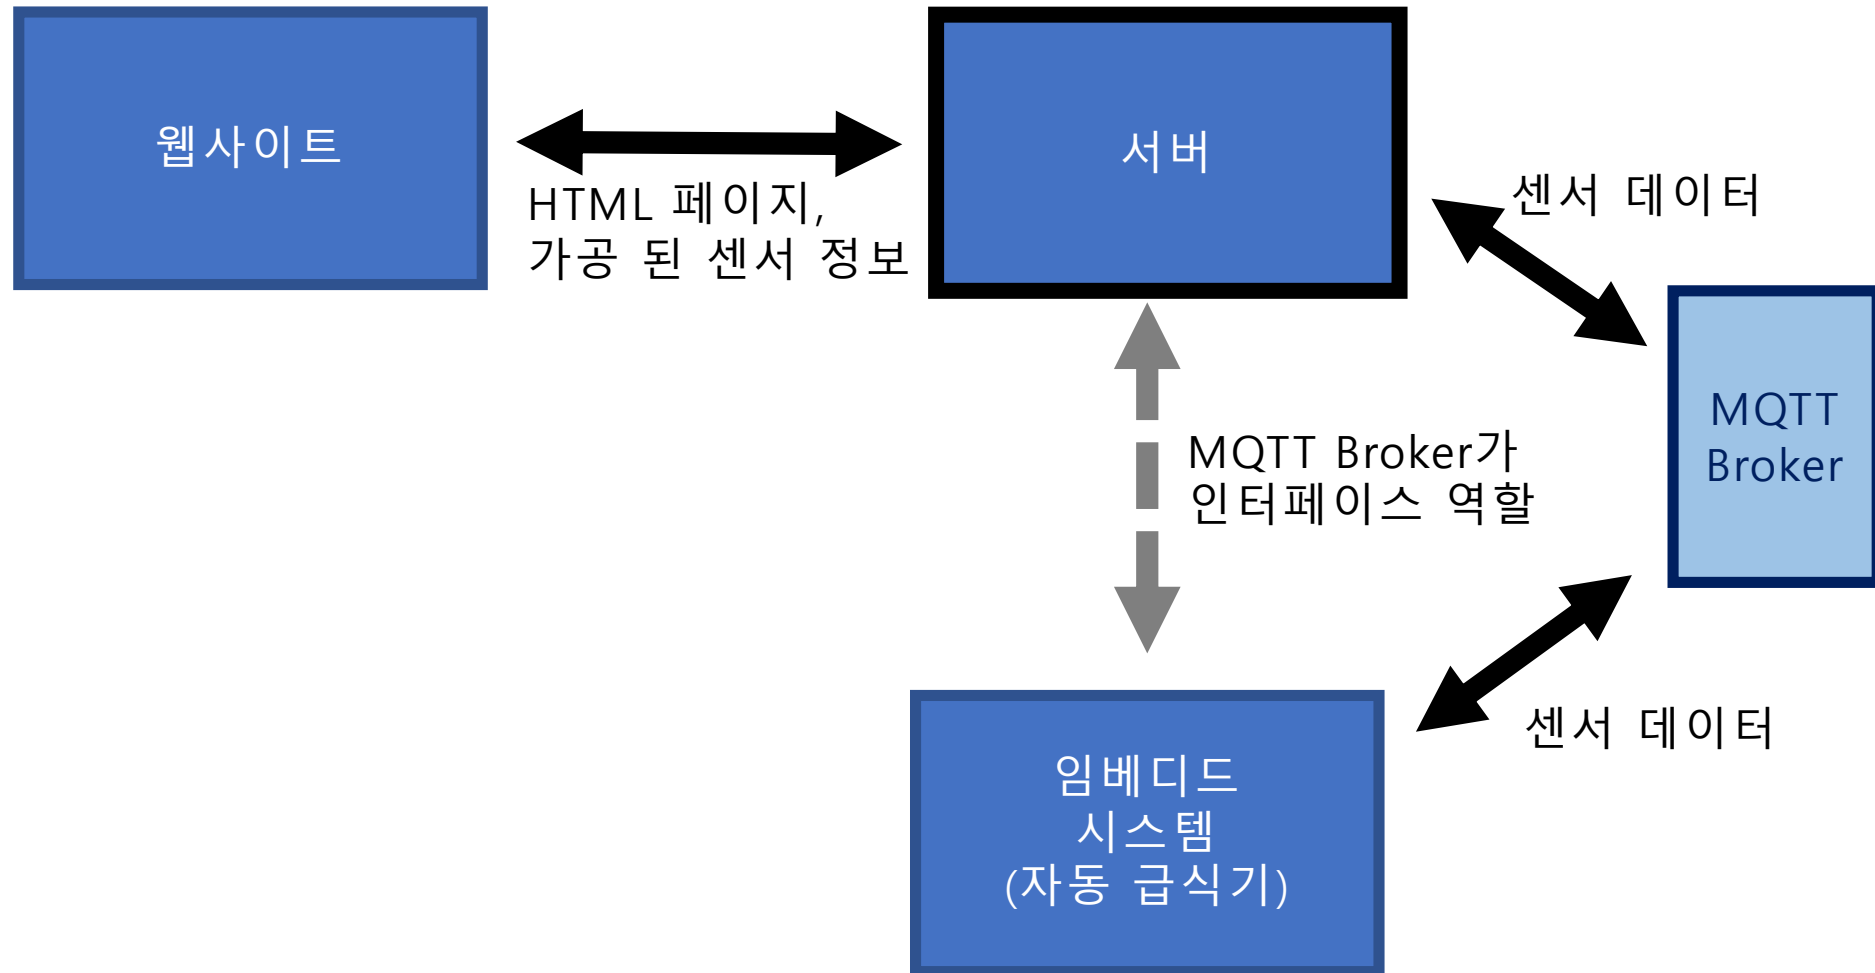 웹사이트
HTML 페이지,
가공 된 센서 정보
서버
센서 데이터
MQTT
Broker
MQTT Broker가
인터페이스 역할
센서 데이터
임베디드
시스템
(자동 급식기)